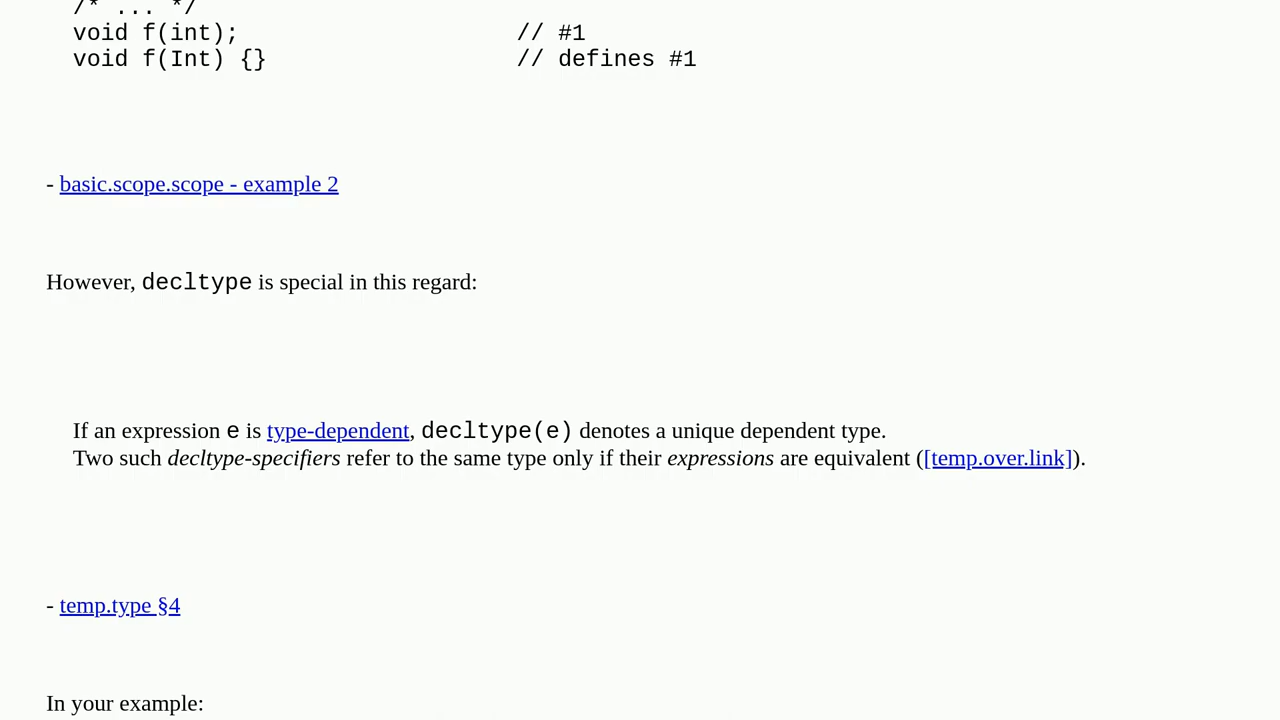 /* ... */
void f(int); // #1
void f(Int) {} // defines #1
- basic.scope.scope - example 2
However, decltype is special in this regard:
If an expression e is type-dependent, decltype(e) denotes a unique dependent type.
Two such decltype-specifiers refer to the same type only if their expressions are equivalent ([temp.over.link]).
- temp.type §4
In your example: